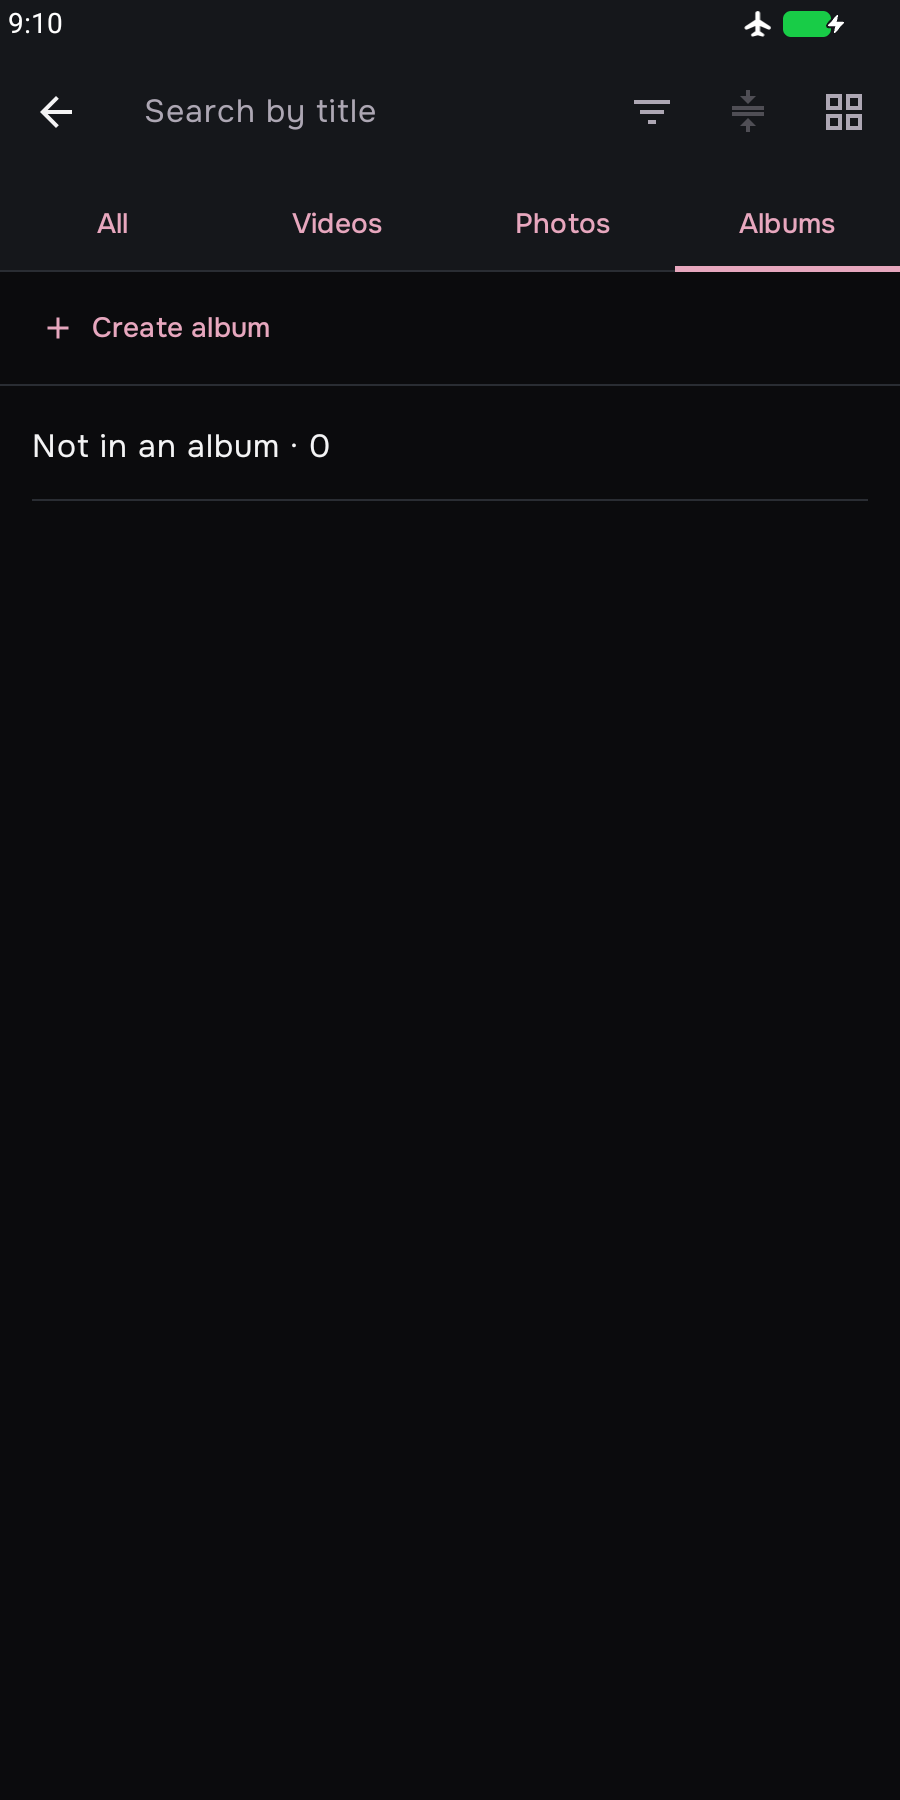 9:10
Search by title
All
Videos
Photos
Albums
Create album
Not in an album · 0